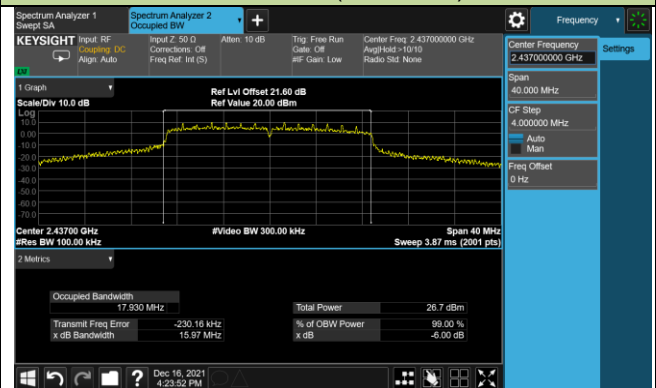 Spectrum Analyzer 1
Swept SA
Spectrum Analyzer 2
Occupied BW
Frequency
KEYSIGHT
Input: RF
Coupling: DC
Align: Auto
Input Z: 50 Ω
Corrections: Off
Freq Ref: Int (S)
Atten: 10 dB
Trig: Free Run
Gate: Off
#IF Gain: Low
Center Freq: 2.437000000 GHz
Avg|Hold:>10/10
Radio Std: None
Center Frequency
2.437000000 GHz
Settings
Span
40.000 MHz
CF Step
4.000000 MHz
Auto
Man
Freq Offset
0 Hz
1 Graph
Scale/Div 10.0 dB
Ref Lvl Offset 21.60 dB
Ref Value 20.00 dBm
Log
10.0
0.00
-10.0
-20.0
-30.0
-40.0
-50.0
-60.0
-70.0
Center 2.43700 GHz
#Res BW 100.00 kHz
#Video BW 300.00 kHz
Span 40 MHz
Sweep 3.87 ms (2001 pts)
2 Metrics
Occupied Bandwidth
17.930 MHz
Total Power
26.7 dBm
Transmit Freq Error
-230.16 kHz
% of OBW Power
99.00 %
x dB Bandwidth
15.97 MHz
x dB
-6.00 dB
?
Dec 16, 2021
4:23:52 PM